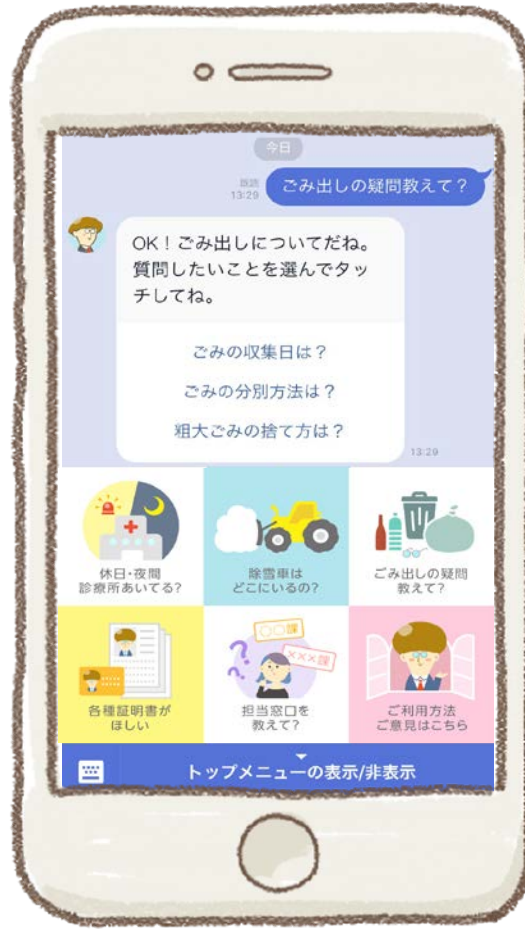 今日
既読
13:29
ごみ出しの疑問教えて？
OK！ごみ出しについてだね。
質問したいことを選んでタッ
チしてね。
ごみの収集日は？
ごみの分別方法は？
粗大ごみの捨て方は？
13:29
休日・夜間
診療所あいてる？
除雪車は
どこにいるの？
ごみ出しの疑問
教えて？
各種証明書が
ほしい
○○課
×××課
担当窓口を
教えて？
ご利用方法
ご意見はこちら
トップメニューの表示/非表示